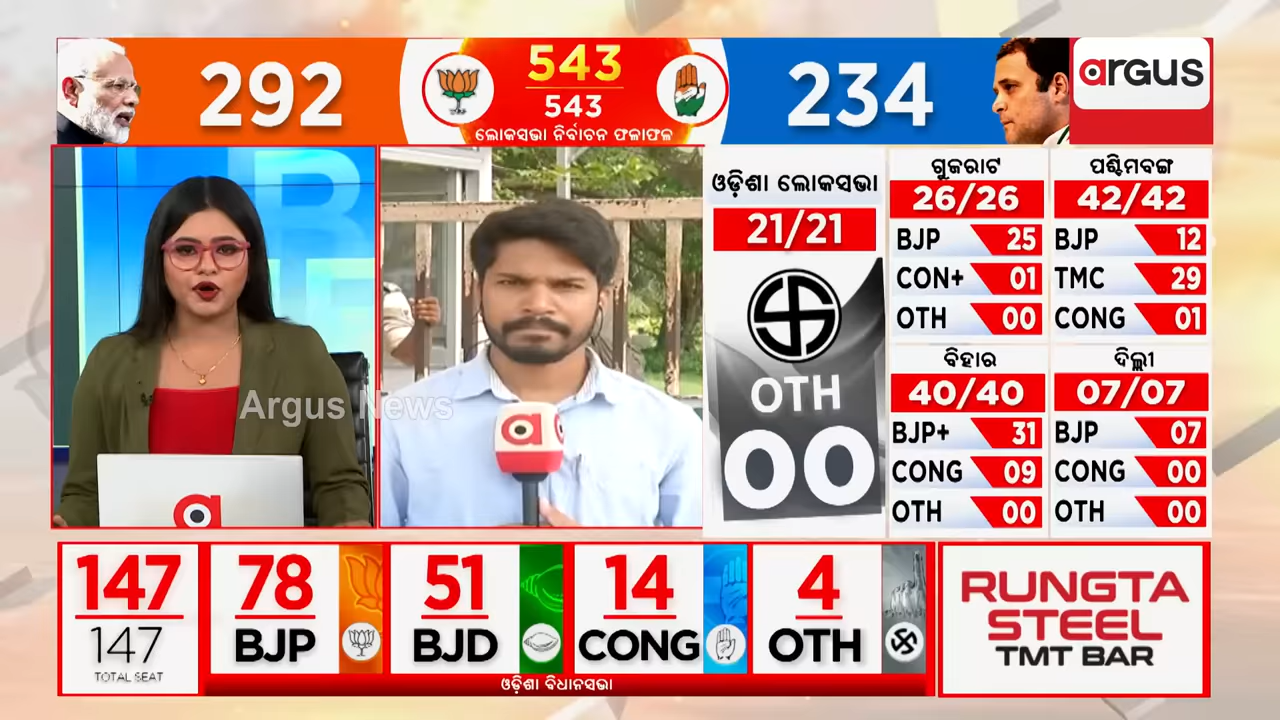 292
543
543
ଲୋକସଭା ନିର୍ବାଚନ ଫଳାଫଳ
234
argus
ଓଡ଼ିଶା ଲୋକସଭା
21/21
OTH
00
ଗୁଜରାଟ
26/26
BJP 25
CON+ 01
OTH 00
ପଶ୍ଚିମବଙ୍ଗ
42/42
BJP 12
TMC 29
CONG 01
ବିହାର
40/40
BJP+ 31
CONG 09
OTH 00
ଦିଲ୍ଲୀ
07/07
BJP 07
CONG 00
OTH 00
Argus News
147
147
TOTAL SEAT
78
BJP
51
BJD
14
CONG
4
OTH
ଓଡ଼ିଶା ବିଧାନସଭା
RUNGTA
STEEL
TMT BAR